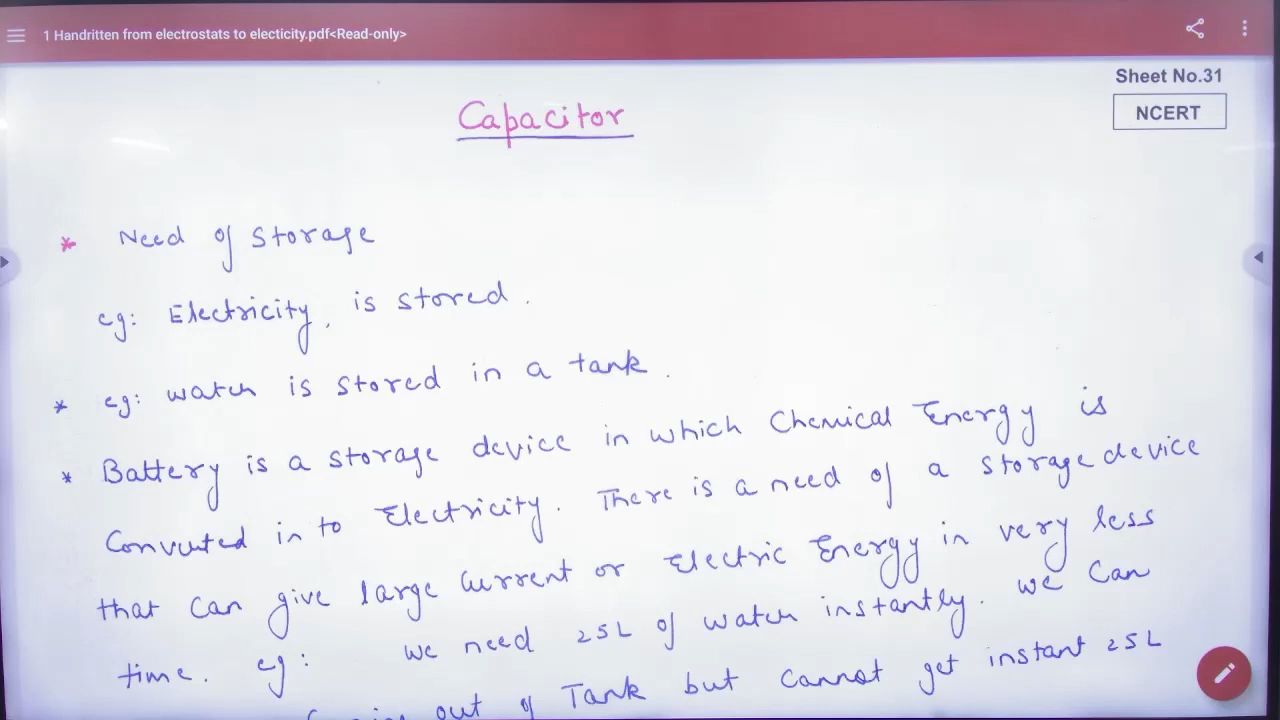 1 Handritten from electrostats to electicity.pdf<Read-only>
Sheet No.31
NCERT
Capacitor
* Need of storage
eg: Electricity, is stored.
* eg: water is stored in a tank.
* Battery is a storage device in which Chemical Energy is
Converted in to Electricity. There is a need of a storage device
that can give large Current or Electric Energy in very less
time. eg: we need 25L of water instantly. we can
out of Tank but cannot get instant 25L